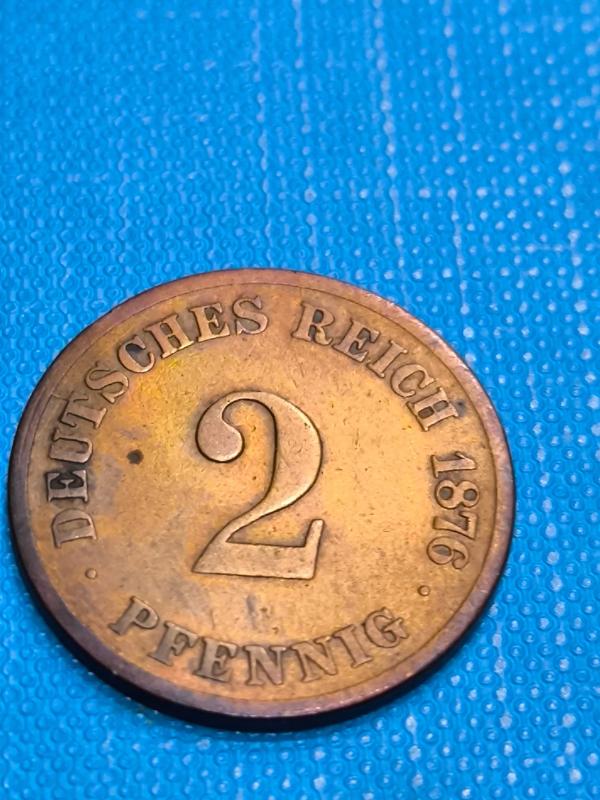 DEUTSCHES REICH 1876
2
· PFENNIG ·